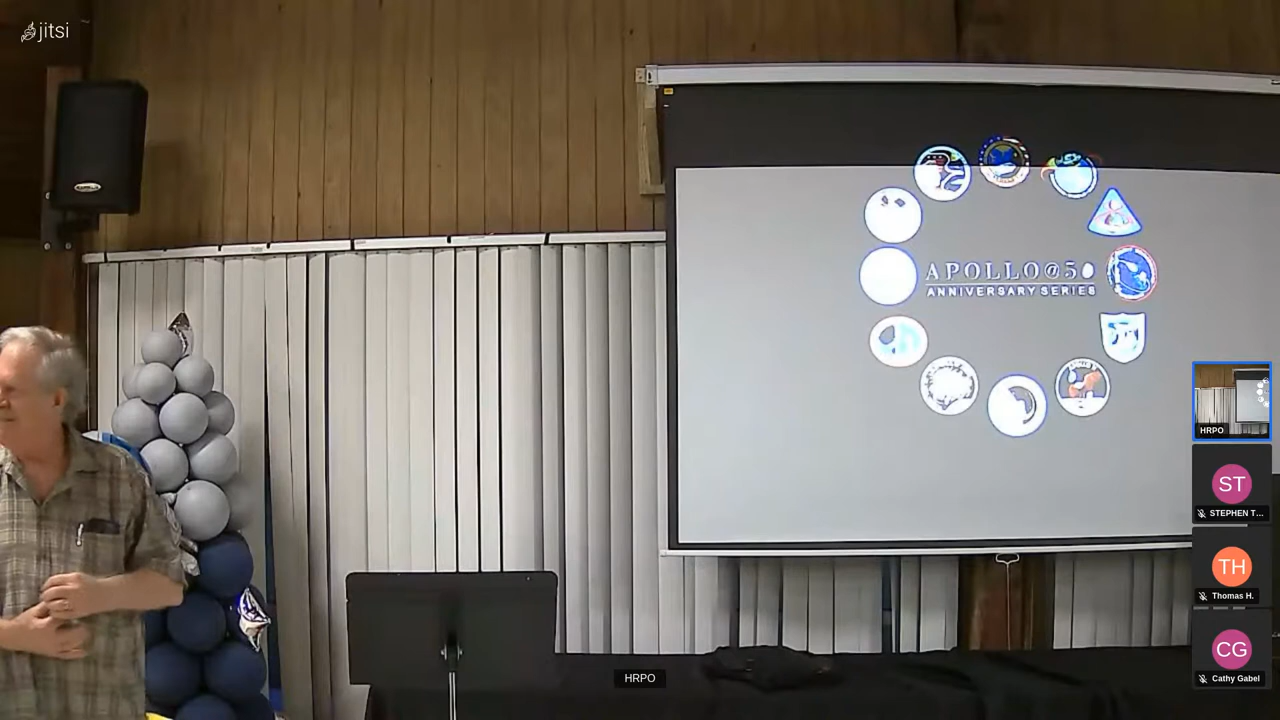 jitsi
APOLLO@50
ANNIVERSARY SERIES
HRPO
ST
STEPHEN T...
TH
Thomas H.
CG
Cathy Gabel
HRPO